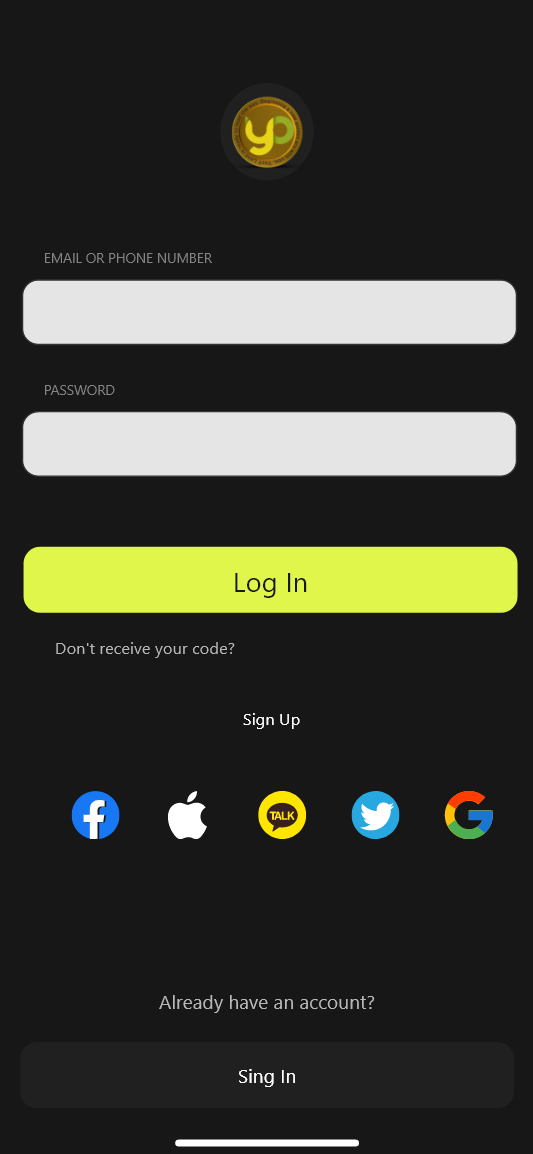 yo
EMAIL OR PHONE NUMBER
PASSWORD
Log In
Don't receive your code?
Sign Up
TALK
Already have an account?
Sing In